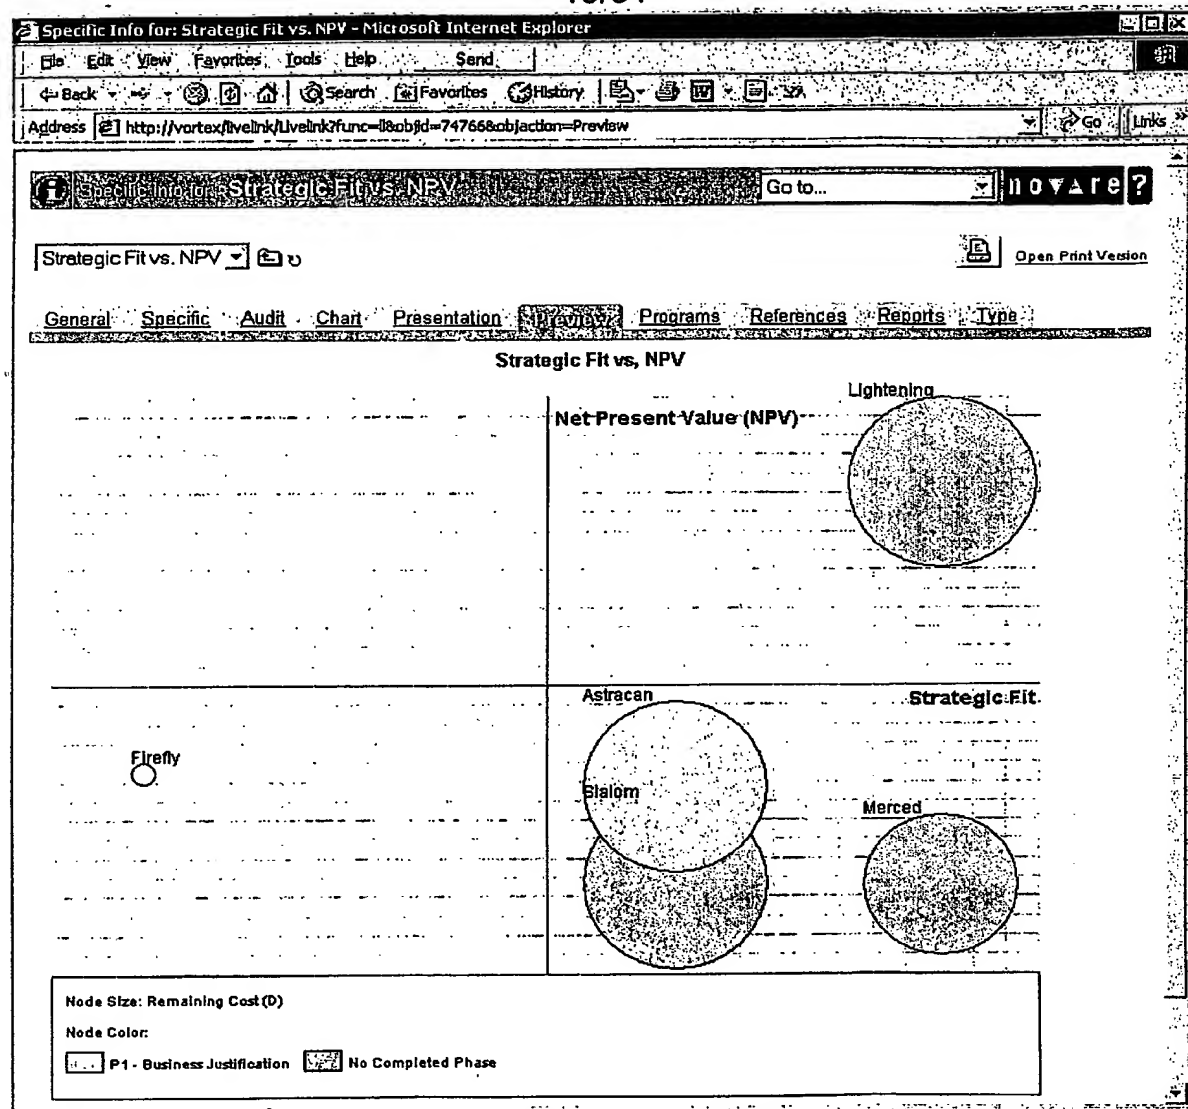 Specific Info for: Strategic Fit vs. NPV - Microsoft Internet Explorer
File Edit View Favorites Tools Help Send
Back Search Favorites History
Address http://vortex/livelink/Livelink?func=ll&objid=74766&objaction=Preview Go Links »
Specific Info for: Strategic Fit vs. NPV Go to... novare ?
Strategic Fit vs. NPV Open Print Version
General Specific Audit Chart Presentation Preview Programs References Reports Type
Strategic Fit vs, NPV
Lightening
Net Present Value (NPV)
Astracan
Strategic Fit
Firefly
Slalom
Merced
Node Size: Remaining Cost (D)
Node Color:
P1 - Business Justification No Completed Phase